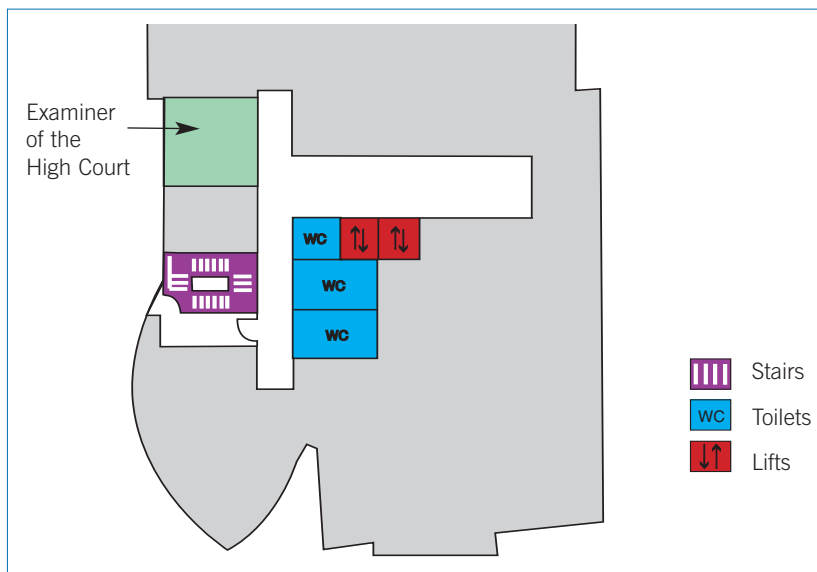 Examiner
of the
High Court
WC
WC
WC
Stairs
WC Toilets
Lifts